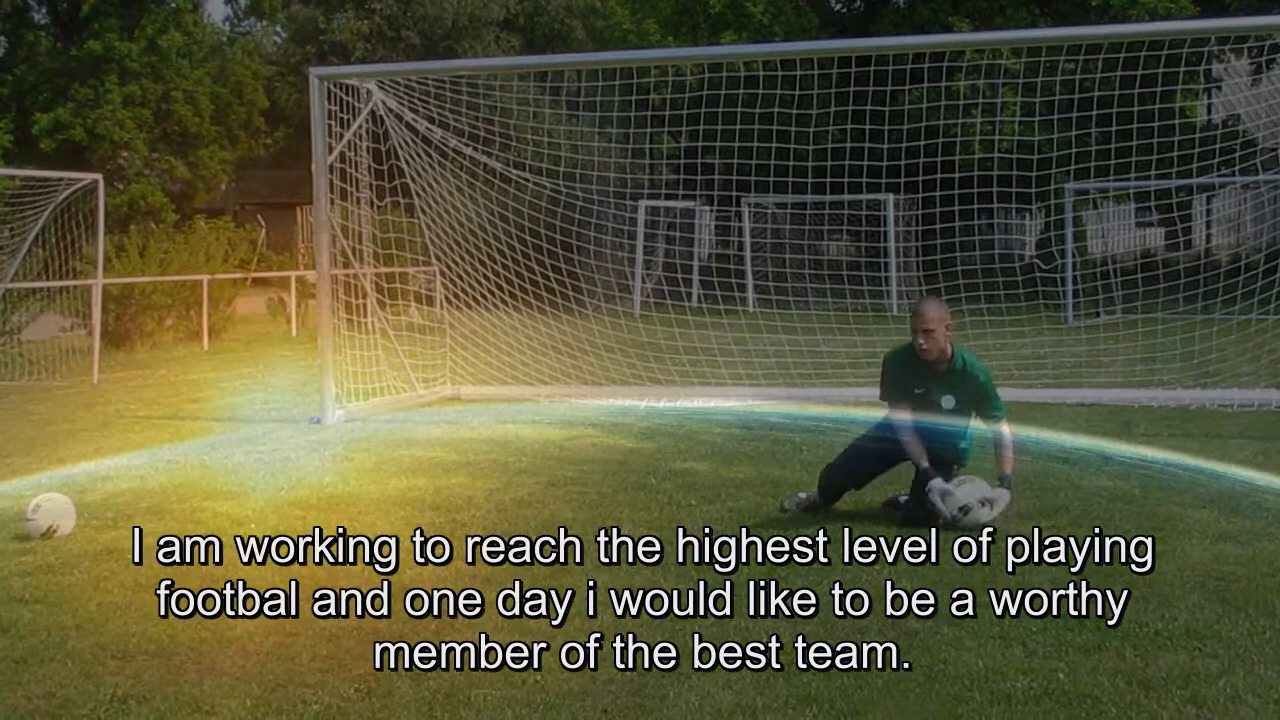 I am working to reach the highest level of playing
footbal and one day i would like to be a worthy
member of the best team.